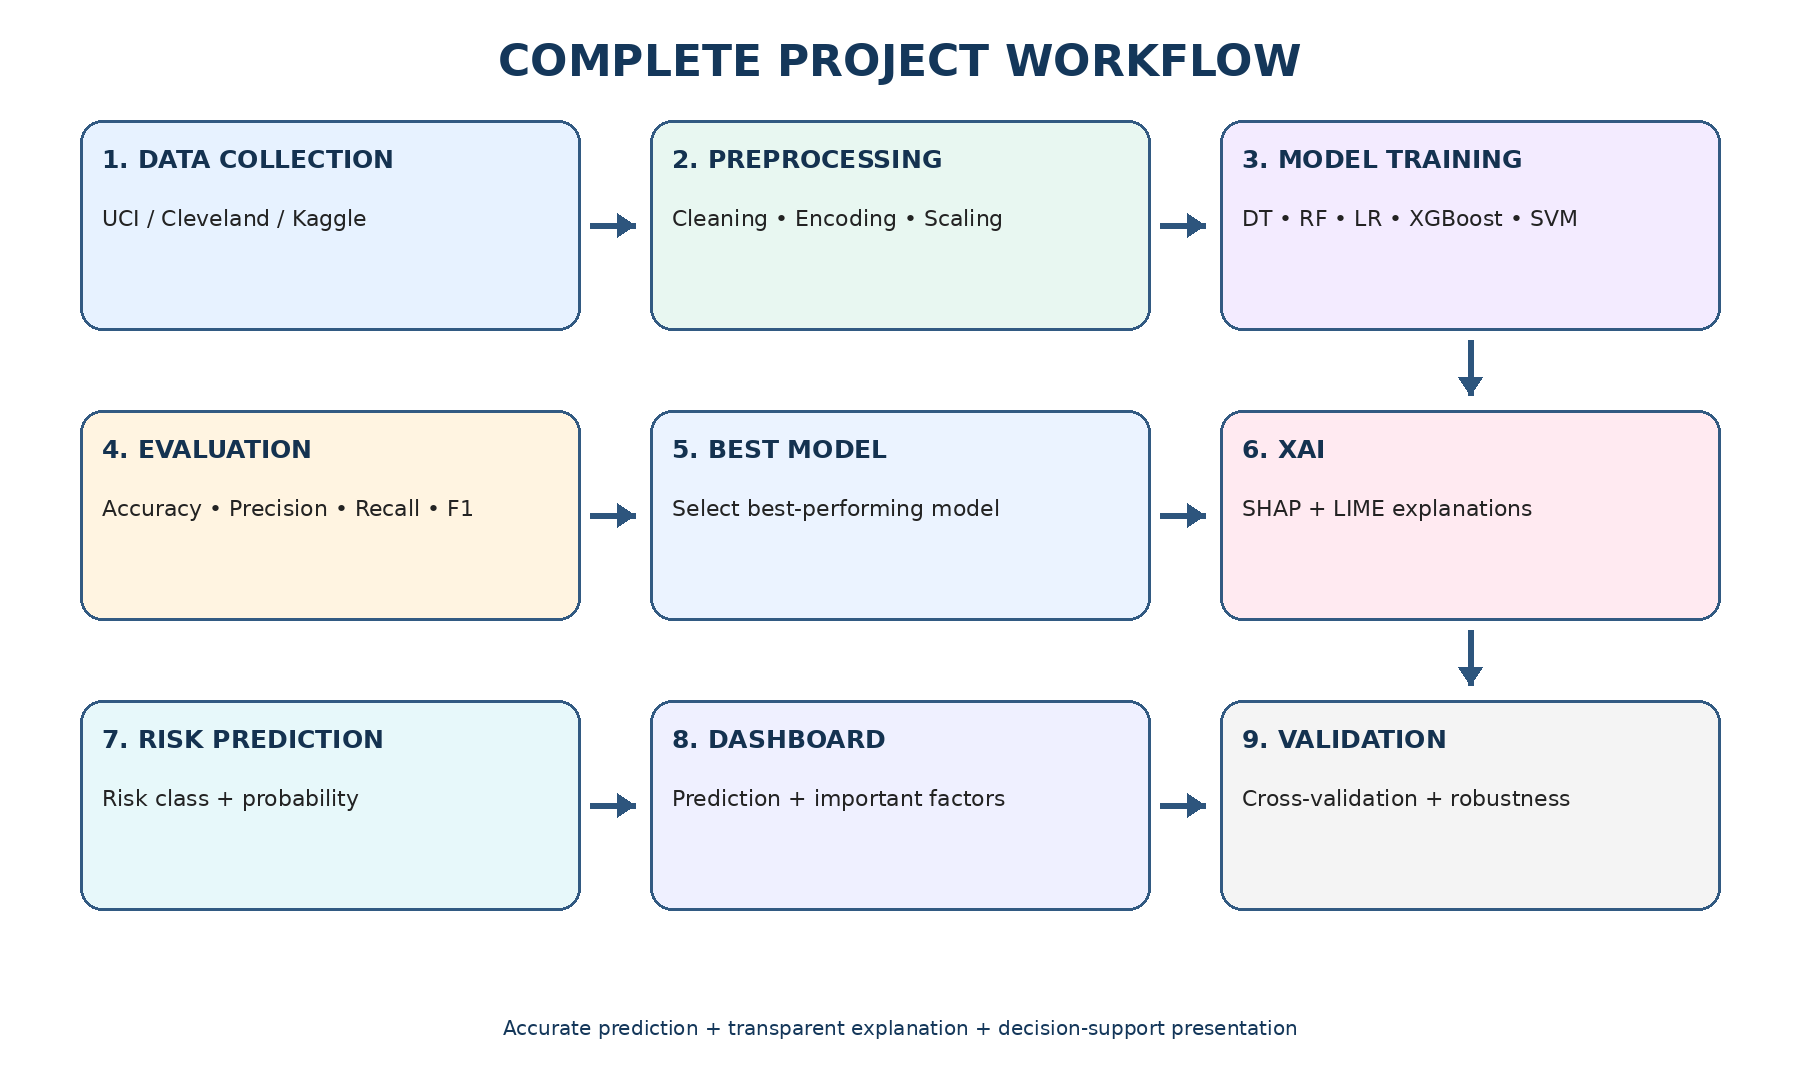 COMPLETE PROJECT WORKFLOW
1. DATA COLLECTION
UCI / Cleveland / Kaggle
2. PREPROCESSING
Cleaning • Encoding • Scaling
3. MODEL TRAINING
DT • RF • LR • XGBoost • SVM
4. EVALUATION
Accuracy • Precision • Recall • F1
5. BEST MODEL
Select best-performing model
6. XAI
SHAP + LIME explanations
7. RISK PREDICTION
Risk class + probability
8. DASHBOARD
Prediction + important factors
9. VALIDATION
Cross-validation + robustness
Accurate prediction + transparent explanation + decision-support presentation